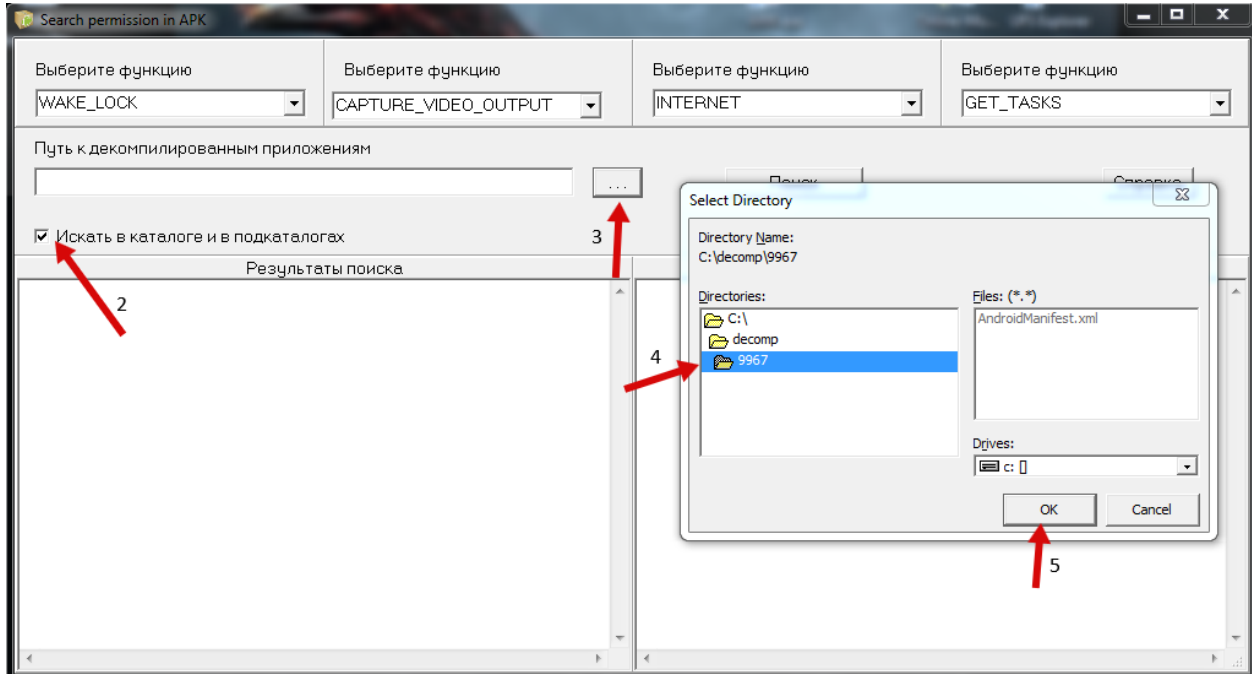 Search permission in APK
Выберите функцию
Выберите функцию
Выберите функцию
Выберите функцию
WAKE_LOCK
CAPTURE_VIDEO_OUTPUT
INTERNET
GET_TASKS
Путь к декомпилированным приложениям
...
Поиск
Справка
Искать в каталоге и в подкаталогах
3
Результаты поиска
2
4
Select Directory
Directory Name:
C:\decomp\9967
Directories:
C:\
decomp
9967
Files: (*.*)
AndroidManifest.xml
Drives:
c: []
OK
Cancel
5